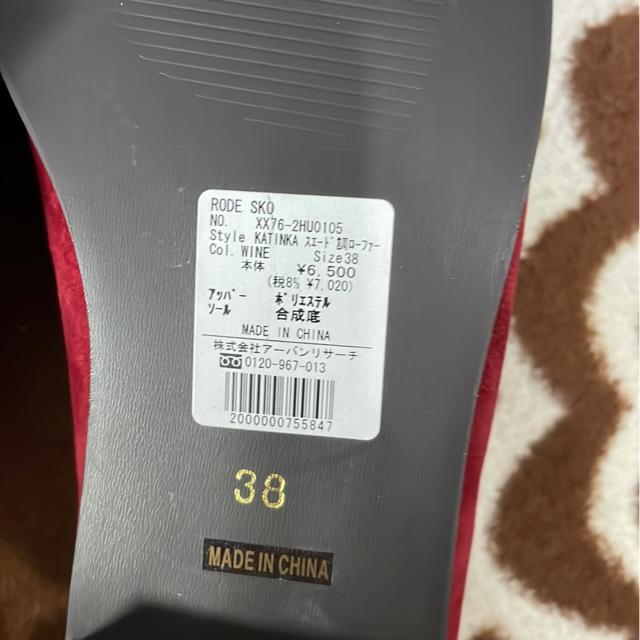 RODE SKO
NO. XX76-2HU0105
Style KATINKA ｽｴｰﾄﾞ調ﾛｰﾌｧｰ
Col. WINE Size38
本体 ¥6,500
(税8% ¥7,020)
ｱｯﾊﾟｰ ﾎﾟﾘｴｽﾃﾙ
ｿｰﾙ 合成底
MADE IN CHINA
株式会社アーバンリサーチ
0120-967-013
2000000755847
38
MADE IN CHINA